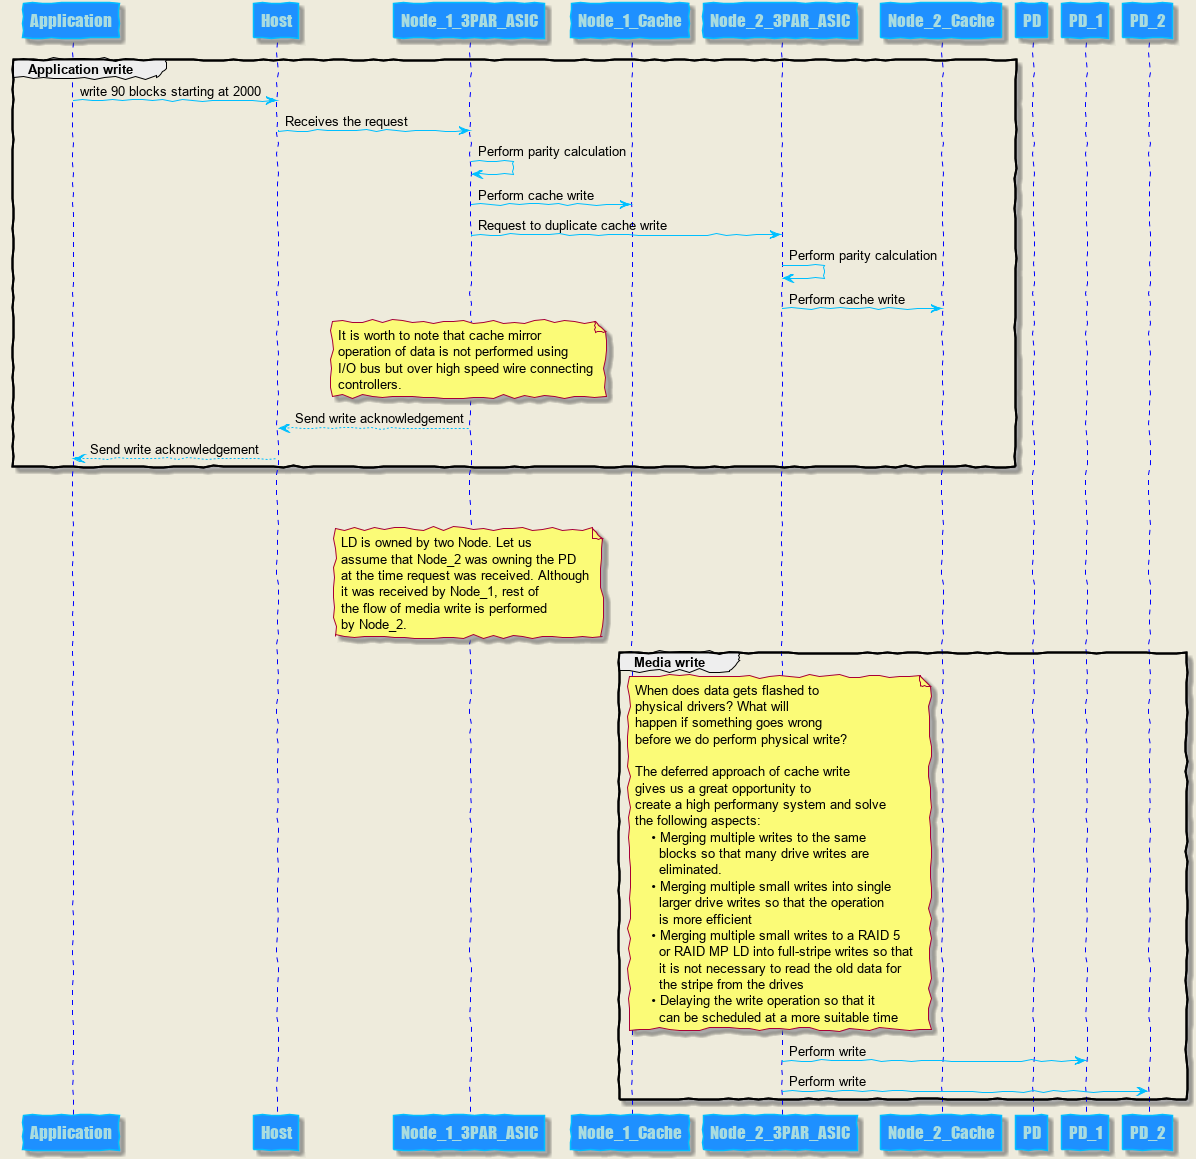 Application Host Node_1_3PAR_ASIC Node_1_Cache Node_2_3PAR_ASIC Node_2_Cache PD PD_1 PD_2
Application write
write 90 blocks starting at 2000
Receives the request
Perform parity calculation
Perform cache write
Request to duplicate cache write
Perform parity calculation
Perform cache write
It is worth to note that cache mirror
operation of data is not performed using
I/O bus but over high speed wire connecting
controllers.
Send write acknowledgement
Send write acknowledgement
LD is owned by two Node. Let us
assume that Node_2 was owning the PD
at the time request was received. Although
it was received by Node_1, rest of
the flow of media write is performed
by Node_2.
Media write
When does data gets flashed to
physical drivers? What will
happen if something goes wrong
before we do perform physical write?
The deferred approach of cache write
gives us a great opportunity to
create a high performany system and solve
the following aspects:
• Merging multiple writes to the same
blocks so that many drive writes are
eliminated.
• Merging multiple small writes into single
larger drive writes so that the operation
is more efficient
• Merging multiple small writes to a RAID 5
or RAID MP LD into full-stripe writes so that
it is not necessary to read the old data for
the stripe from the drives
• Delaying the write operation so that it
can be scheduled at a more suitable time
Perform write
Perform write
Application Host Node_1_3PAR_ASIC Node_1_Cache Node_2_3PAR_ASIC Node_2_Cache PD PD_1 PD_2